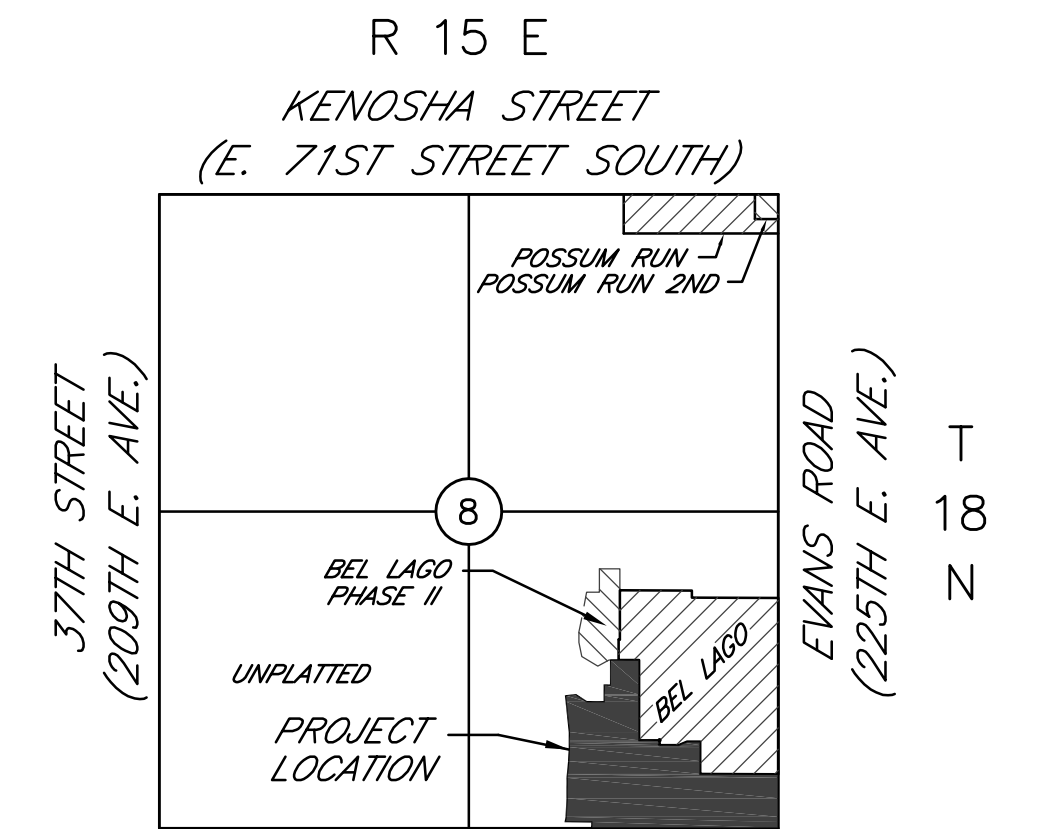 R 15 E
KENOSHA STREET
(E. 71ST STREET SOUTH)
POSSUM RUN
POSSUM RUN 2ND
37TH STREET
(209TH E. AVE.)
EVANS ROAD
(225TH E. AVE.)
T
18
N
8
BEL LAGO
PHASE II
BEL LAGO
UNPLATTED
PROJECT
LOCATION